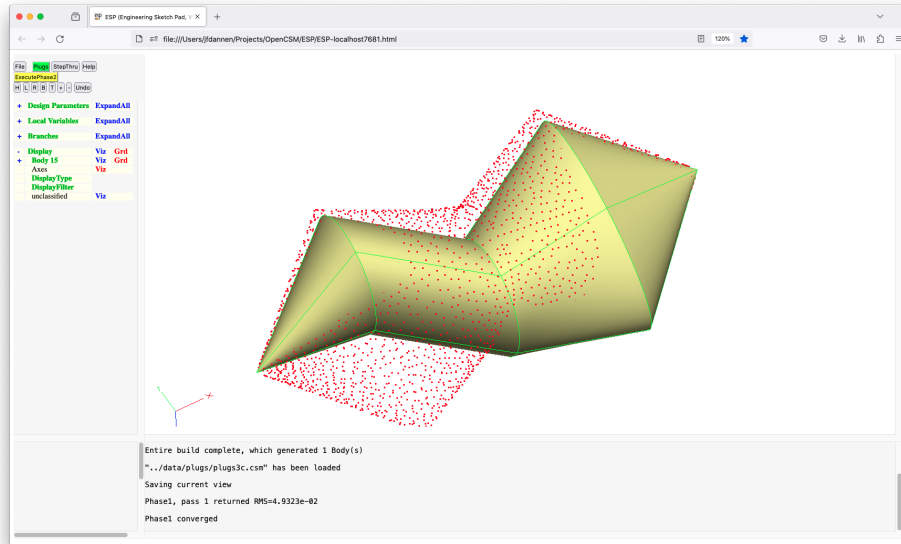 ESP (Engineering Sketch Pad, V
file:///Users/jfdannen/Projects/OpenCSM/ESP/ESP-localhost7681.html
120%
File Plugs StepThru Help
ExecutePhase2
H L R B T + - Undo
+ Design Parameters ExpandAll
+ Local Variables ExpandAll
+ Branches ExpandAll
- Display Viz Grd
+ Body 15 Viz Grd
Axes Viz
DisplayType
DisplayFilter
unclassified Viz
Entire build complete, which generated 1 Body(s)
"../data/plugs/plugs3c.csm" has been loaded
Saving current view
Phase1, pass 1 returned RMS=4.9323e-02
Phase1 converged